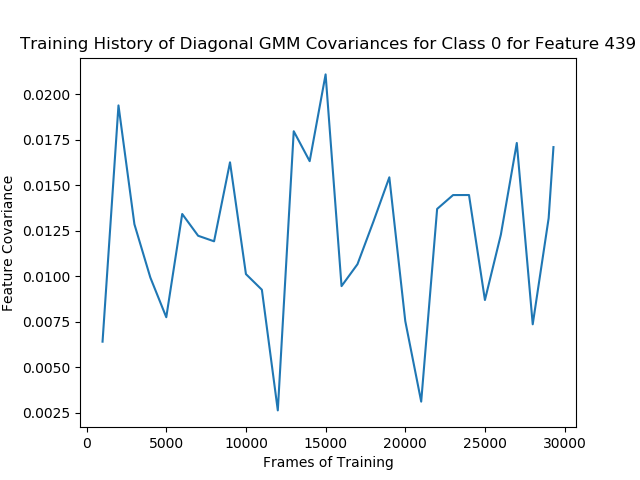 Training History of Diagonal GMM Covariances for Class 0 for Feature 439
Feature Covariance
0.0200
0.0175
0.0150
0.0125
0.0100
0.0075
0.0050
0.0025
0 5000 10000 15000 20000 25000 30000
Frames of Training